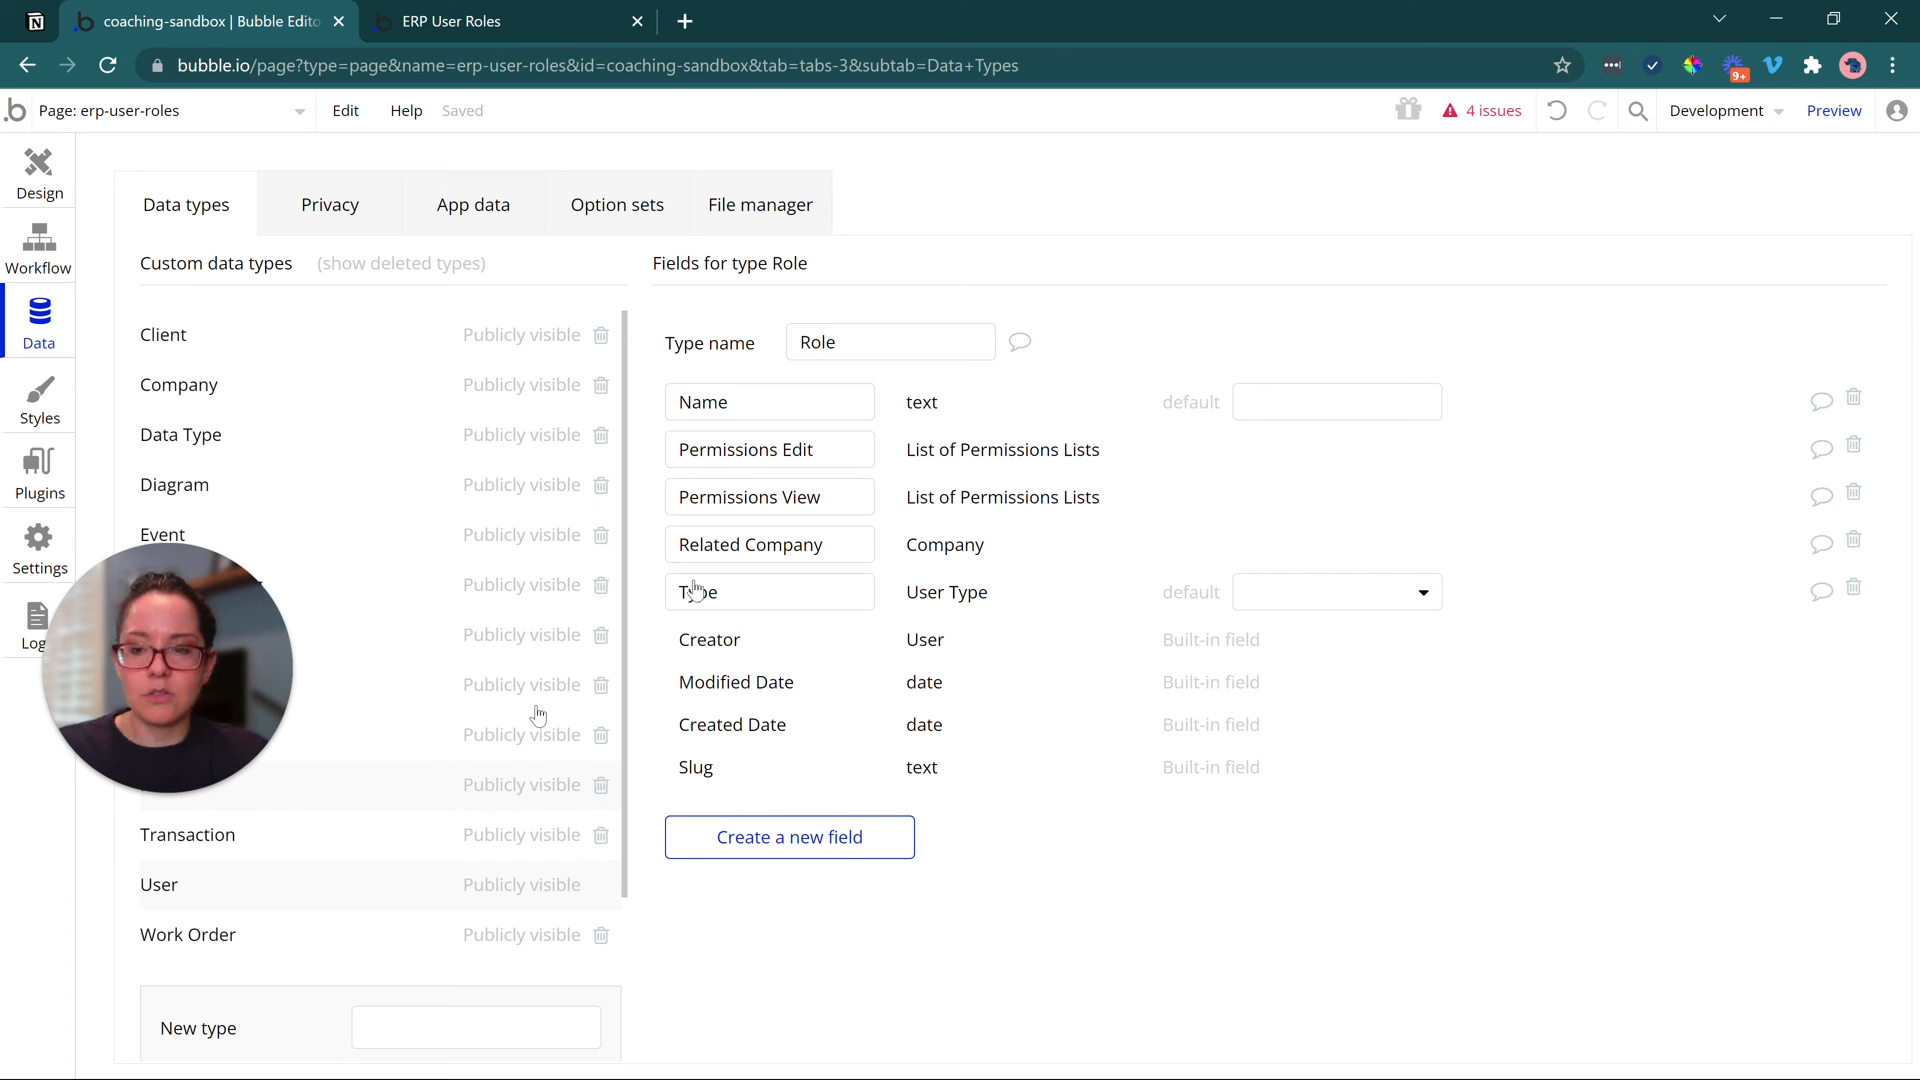 coaching-sandbox | Bubble Edito
ERP User Roles
bubble.io/page?type=page&name=erp-user-roles&id=coaching-sandbox&tab=tabs-3&subtab=Data+Types
9+
Page: erp-user-roles
Edit
Help
Saved
4 issues
Development
Preview
Design
Workflow
Data
Styles
Plugins
Settings
Data types
Privacy
App data
Option sets
File manager
Custom data types
(show deleted types)
Fields for type Role
Client
Publicly visible
Company
Publicly visible
Data Type
Publicly visible
Diagram
Publicly visible
Event
Publicly visible
Publicly visible
Publicly visible
Publicly visible
Publicly visible
Publicly visible
Transaction
Publicly visible
User
Publicly visible
Work Order
Publicly visible
New type
Type name
Role
Name
text
default
Permissions Edit
List of Permissions Lists
Permissions View
List of Permissions Lists
Related Company
Company
Type
User Type
default
Creator
User
Built-in field
Modified Date
date
Built-in field
Created Date
date
Built-in field
Slug
text
Built-in field
Create a new field